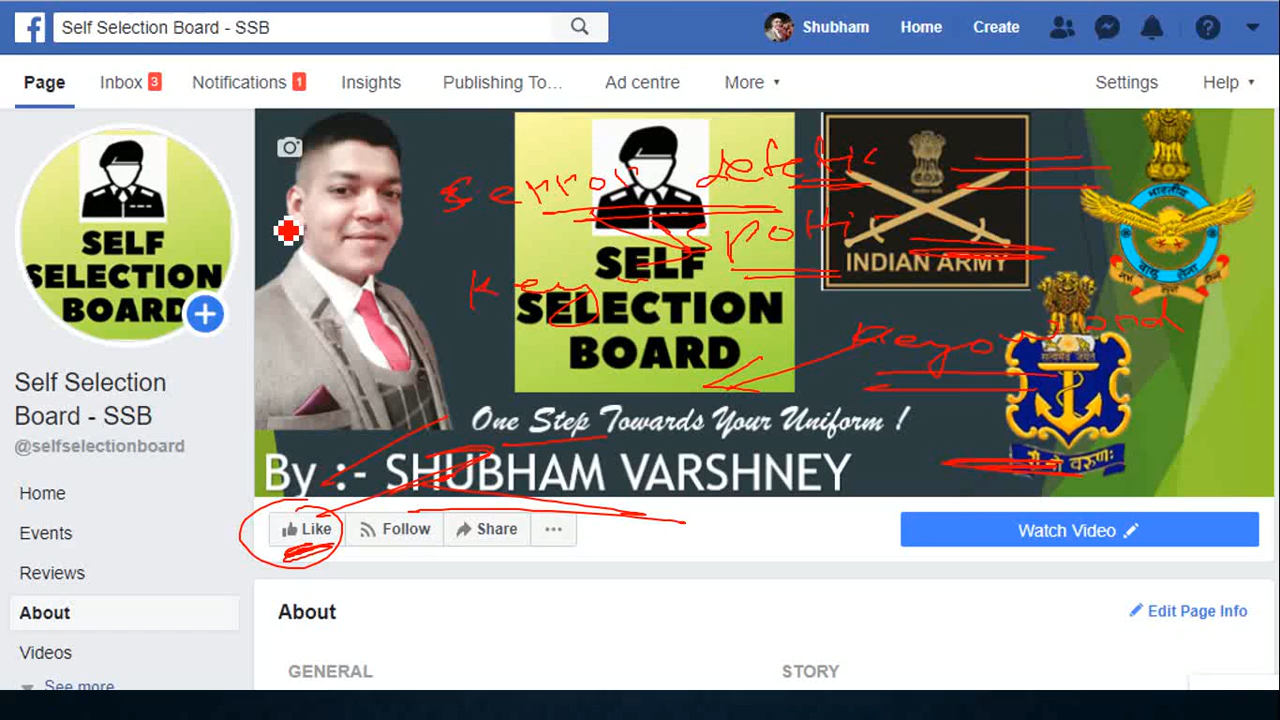 Self Selection Board - SSB
Shubham Home Create
Page Inbox 3 Notifications 1 Insights Publishing To... Ad centre More Settings Help
SELF
SELECTION
BOARD
Self Selection
Board - SSB
@selfselectionboard
Home
Events
Reviews
About
Videos
See more
SELF
SELECTION
BOARD
INDIAN ARMY
error
One Step Towards Your Uniform !
By :- SHUBHAM VARSHNEY
Like Follow Share ...
Watch Video
About
Edit Page Info
GENERAL STORY